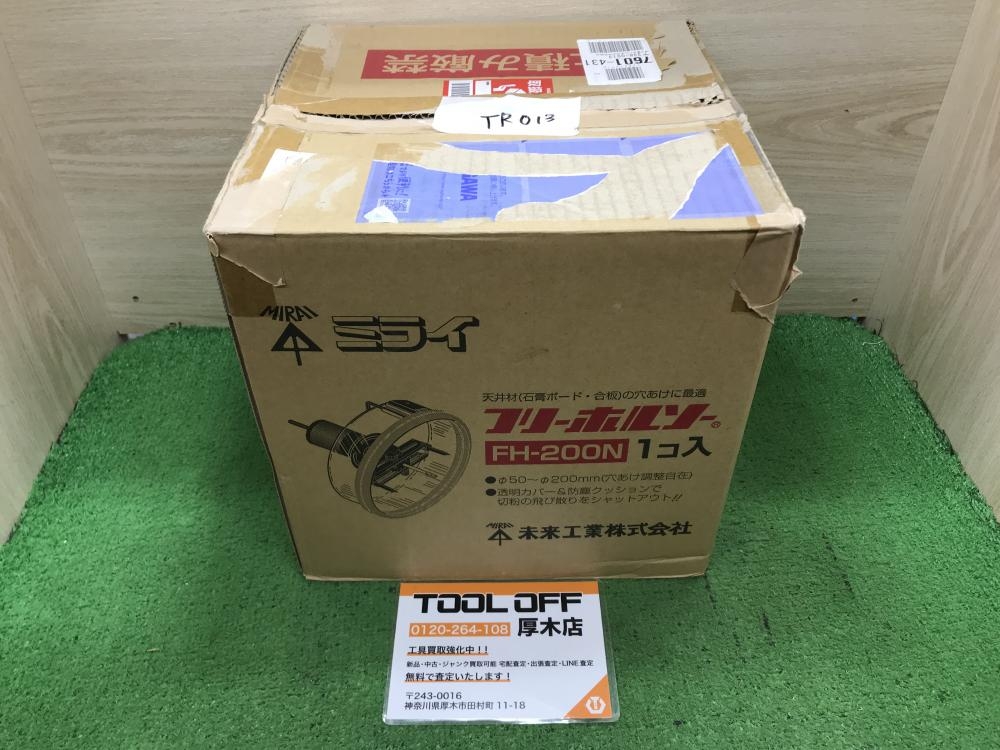 積み厳禁
7601-431
TR013
MIRAI
ミライ
天井材(石膏ボード・合板)の穴あけに最適
フリーホルソー®
FH-200N 1コ入
●φ50～φ200mm(穴あけ調整自在)
●透明カバー&防塵クッションで
切粉の飛び散りをシャットアウト!!
MIRAI 未来工業株式会社
TOOL OFF
0120-264-108 厚木店
工具買取強化中!!
新品・中古・ジャンク買取可能 宅配査定・出張査定・LINE査定
無料で査定いたします!
〒243-0016
神奈川県厚木市田村町 11-18